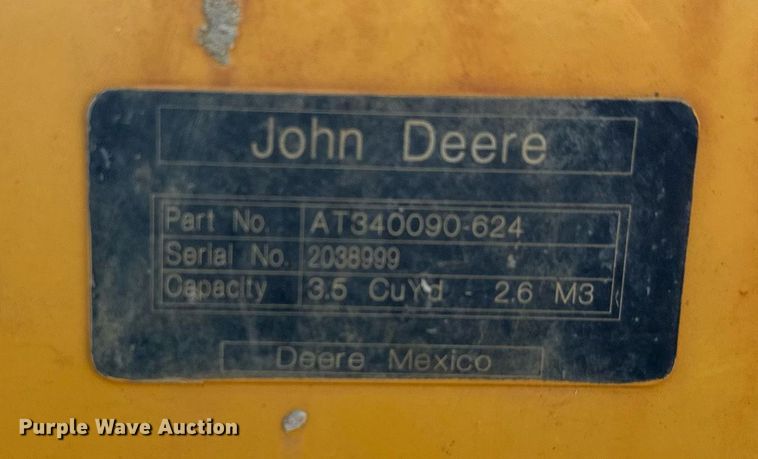 John Deere
Part No. AT340090-624
Serial No. 2038999
Capacity 3.5 CuYd - 2.6 M3
Deere Mexico
Purple Wave Auction